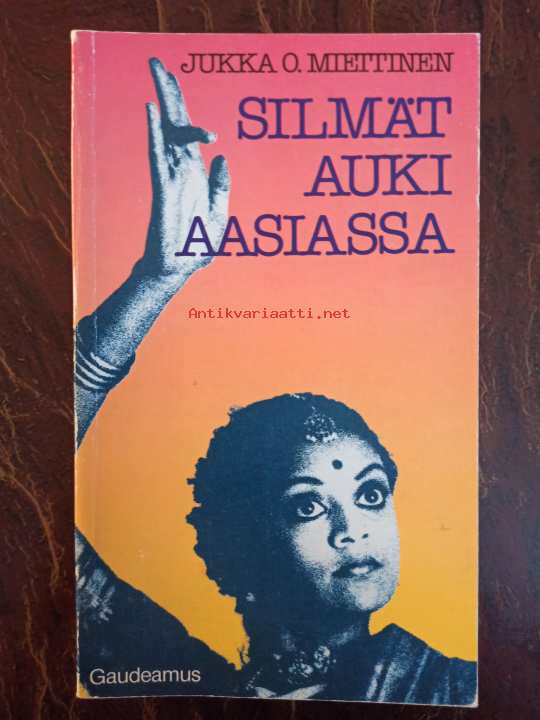 JUKKA O. MIETTINEN
SILMÄT
AUKI
AASIASSA
Antikvariaatti.net
Gaudeamus